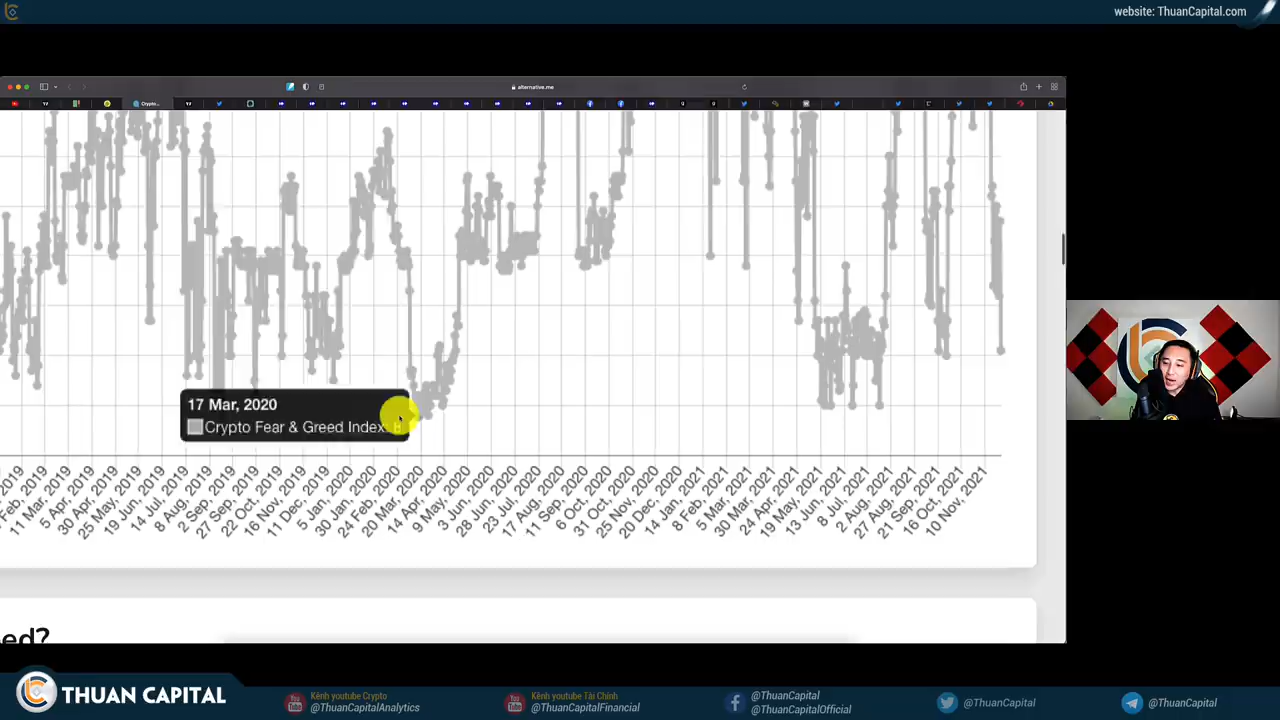 website: ThuanCapital.com
alternative.me
Crypto...
17 Mar, 2020
Crypto Fear & Greed Index:
2019
Feb, 2019
11 Mar, 2019
5 Apr, 2019
30 Apr, 2019
25 May, 2019
19 Jun, 2019
14 Jul, 2019
8 Aug, 2019
2 Sep, 2019
27 Sep, 2019
22 Oct, 2019
16 Nov, 2019
11 Dec, 2019
5 Jan, 2020
30 Jan, 2020
24 Feb, 2020
20 Mar, 2020
14 Apr, 2020
9 May, 2020
3 Jun, 2020
28 Jun, 2020
23 Jul, 2020
17 Aug, 2020
11 Sep, 2020
6 Oct, 2020
31 Oct, 2020
25 Nov, 2020
20 Dec, 2020
14 Jan, 2021
8 Feb, 2021
5 Mar, 2021
30 Mar, 2021
24 Apr, 2021
19 May, 2021
13 Jun, 2021
8 Jul, 2021
2 Aug, 2021
27 Aug, 2021
21 Sep, 2021
16 Oct, 2021
10 Nov, 2021
ed?
THUAN CAPITAL
Kênh youtube Crypto
@ThuanCapitalAnalytics
Kênh youtube Tài Chính
@ThuanCapitalFinancial
@ThuanCapital
@ThuanCapitalOfficial
@ThuanCapital
@ThuanCapital